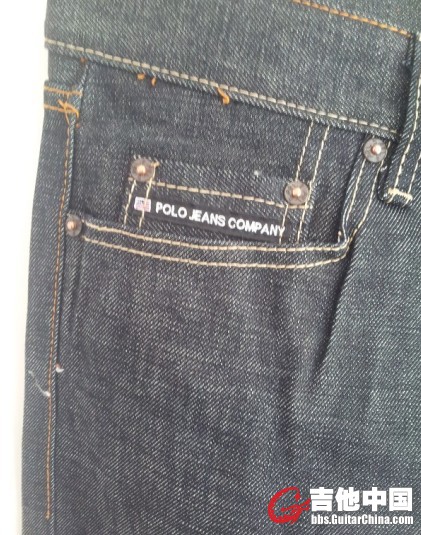 POLO JEANS COMPANY
吉他中国
bbs.GuitarChina.com